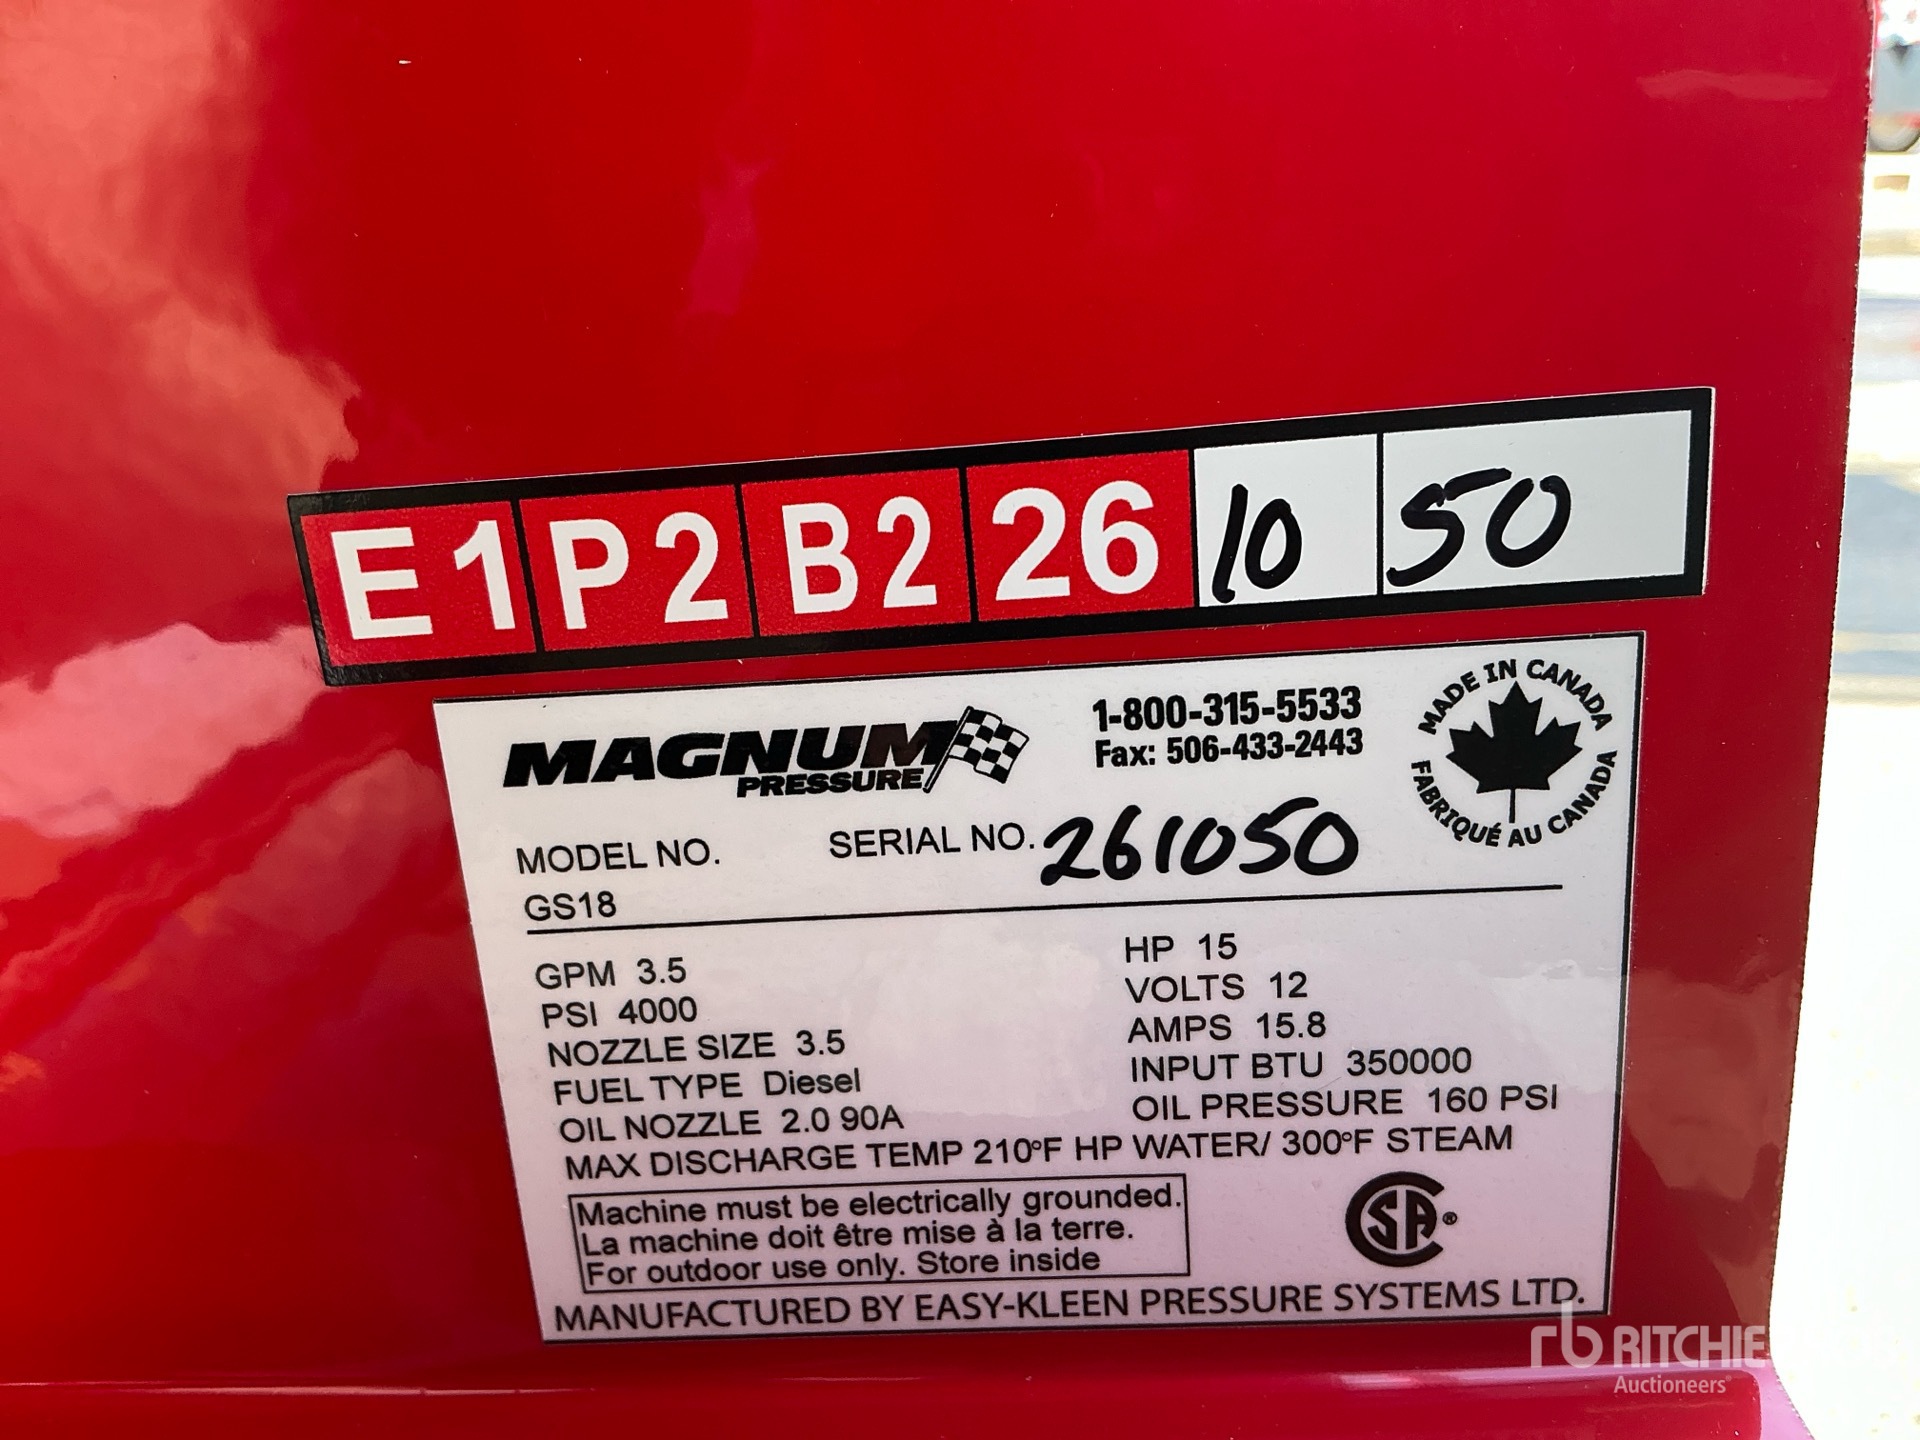 E1 P2 B2 26 10 50
MAGNUM
PRESSURE
1-800-315-5533
Fax: 506-433-2443
MADE IN CANADA
FABRIQUÉ AU CANADA
MODEL NO.
GS18
SERIAL NO. 261050
GPM 3.5
PSI 4000
NOZZLE SIZE 3.5
FUEL TYPE Diesel
OIL NOZZLE 2.0 90A
HP 15
VOLTS 12
AMPS 15.8
INPUT BTU 350000
OIL PRESSURE 160 PSI
MAX DISCHARGE TEMP 210°F HP WATER/ 300°F STEAM
Machine must be electrically grounded.
La machine doit être mise à la terre.
For outdoor use only. Store inside
CSA®
MANUFACTURED BY EASY-KLEEN PRESSURE SYSTEMS LTD.
rb RITCHIE
Auctioneers